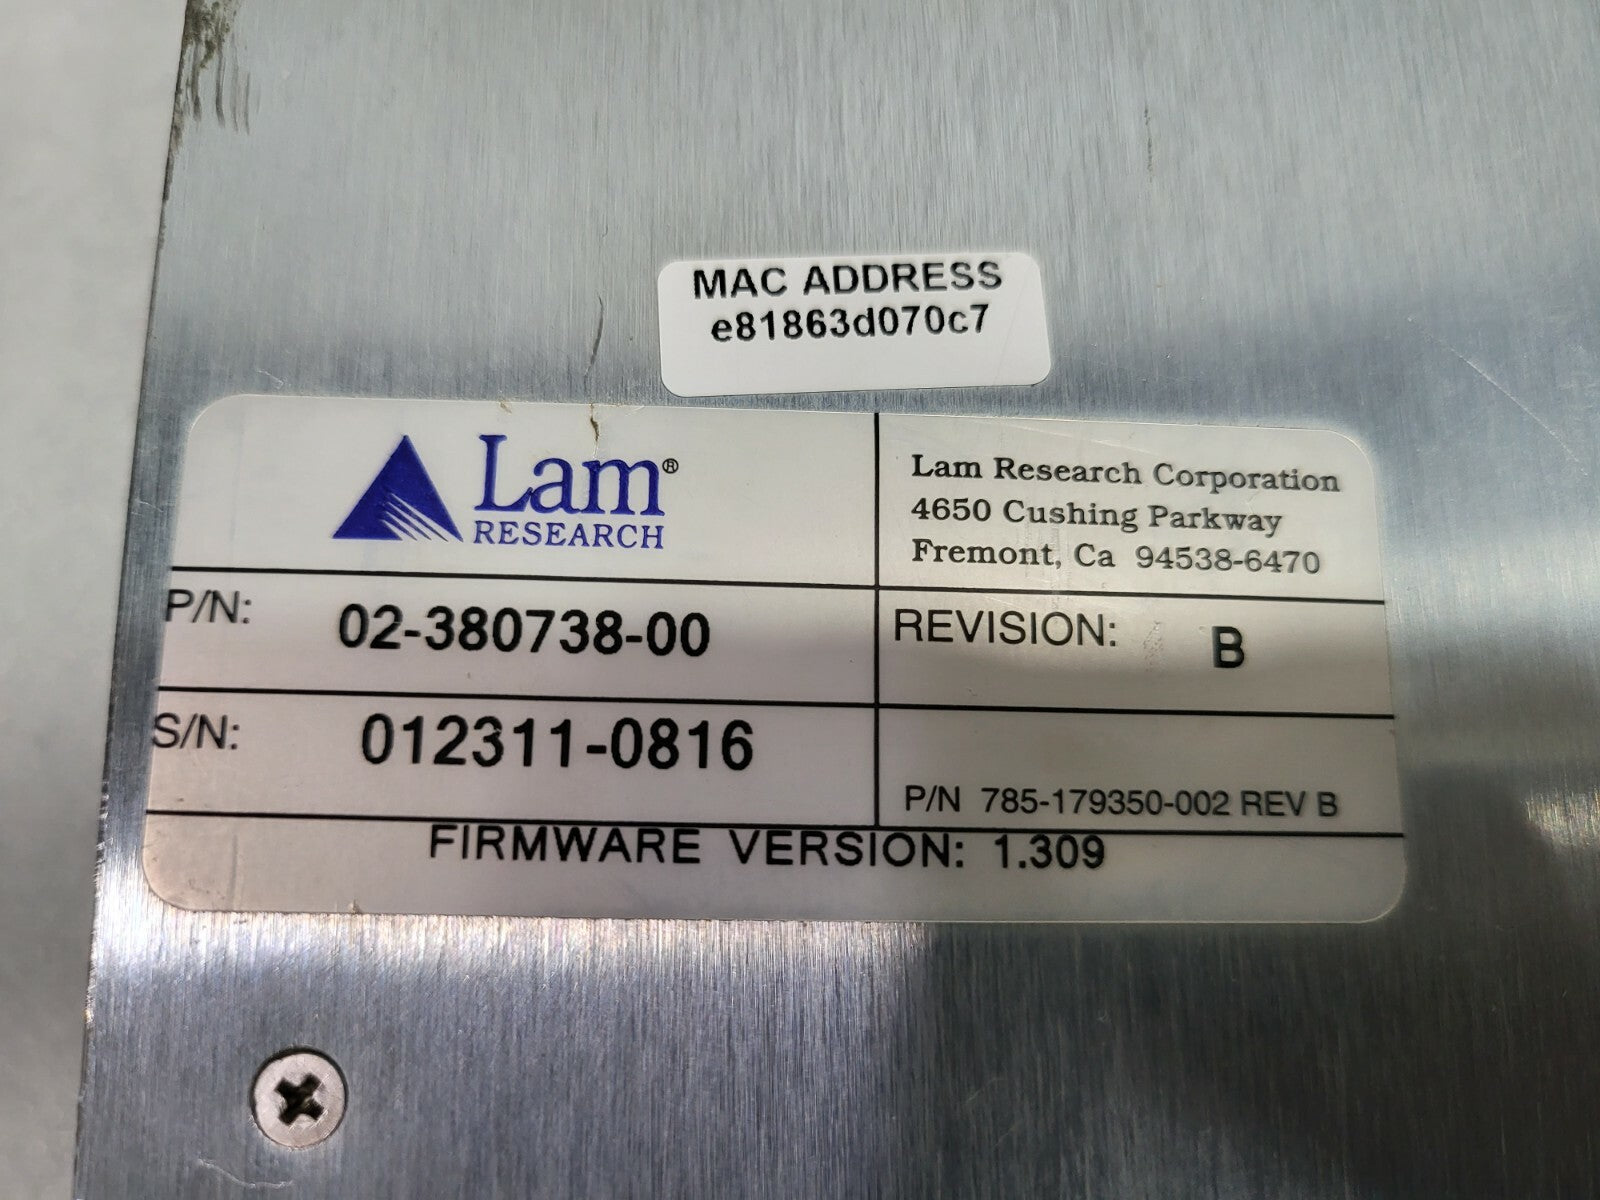 MAC ADDRESS
e81863d070c7
Lam®
RESEARCH
Lam Research Corporation
4650 Cushing Parkway
Fremont, Ca 94538-6470
P/N: 02-380738-00
REVISION: B
S/N: 012311-0816
P/N 785-179350-002 REV B
FIRMWARE VERSION: 1.309